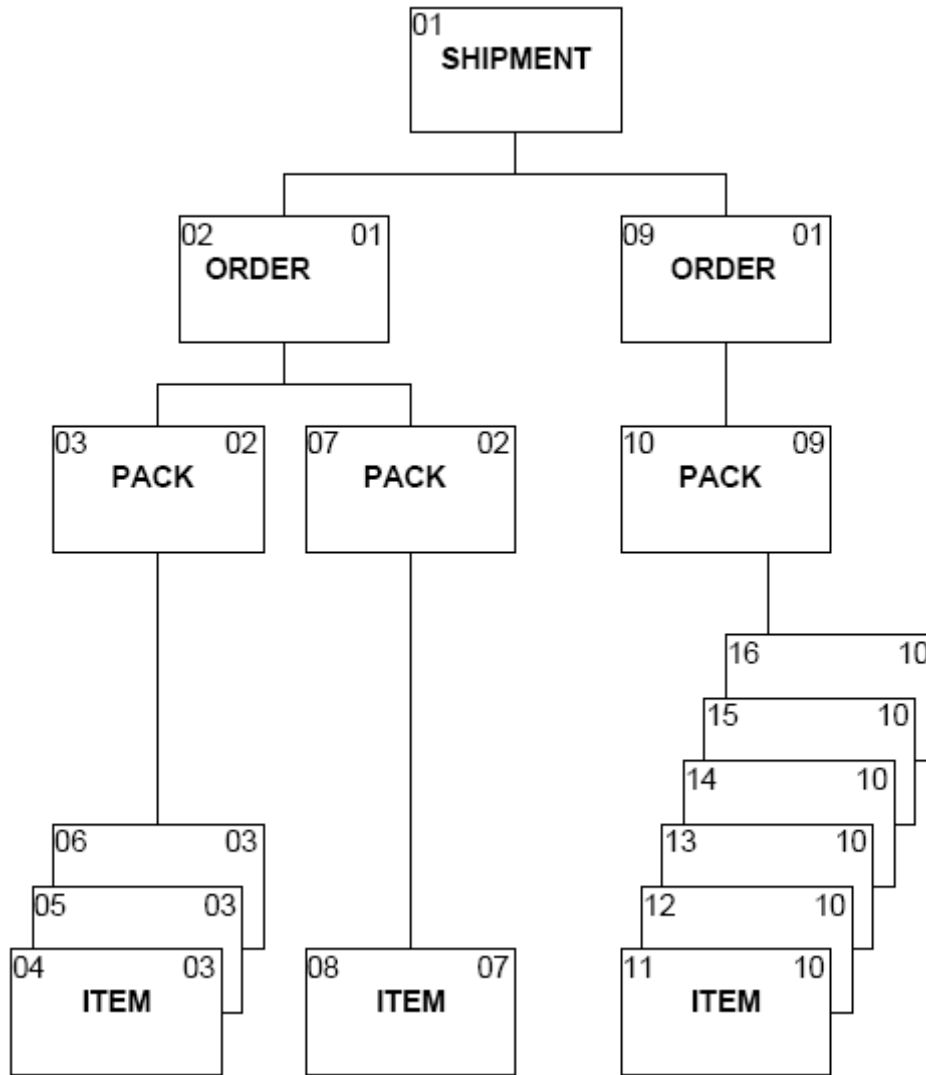 01
SHIPMENT
02 01
ORDER
09 01
ORDER
03 02
PACK
07 02
PACK
10 09
PACK
16 10
15 10
14 10
13 10
12 10
11 10
ITEM
06 03
05 03
04 03
ITEM
08 07
ITEM